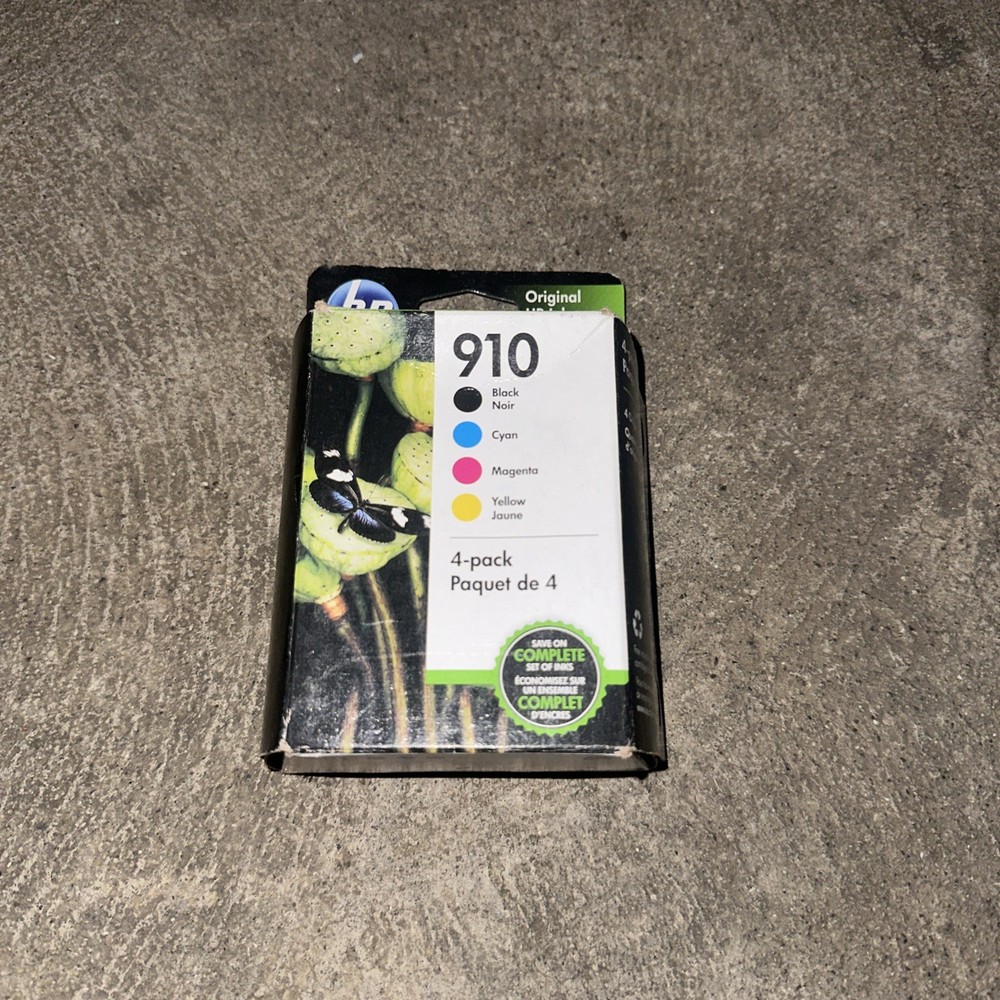 hp
Original
910
Black
Noir
Cyan
Magenta
Yellow
Jaune
4-pack
Paquet de 4
SAVE ON
COMPLETE
SET OF INKS
ÉCONOMISEZ SUR
UN ENSEMBLE
COMPLET
D'ENCRES